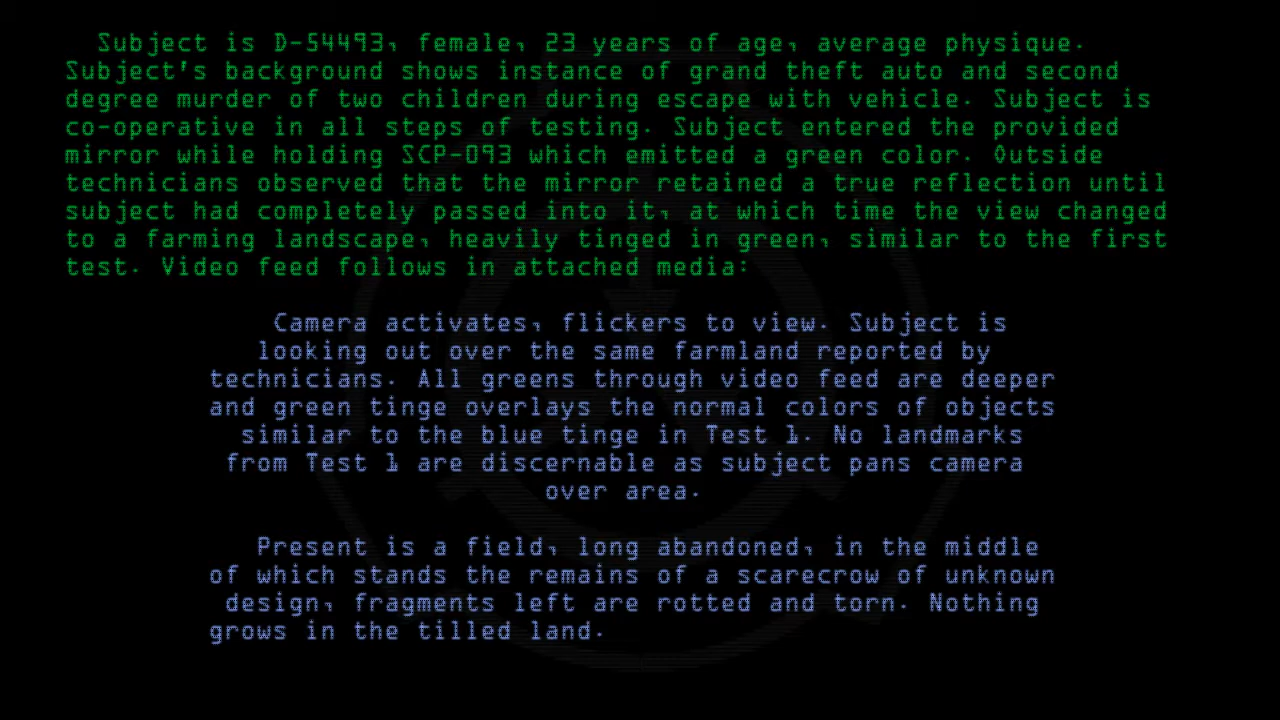 Subject is D-54493, female, 23 years of age, average physique.
Subject's background shows instance of grand theft auto and second
degree murder of two children during escape with vehicle. Subject is
co-operative in all steps of testing. Subject entered the provided
mirror while holding SCP-093 which emitted a green color. Outside
technicians observed that the mirror retained a true reflection until
subject had completely passed into it, at which time the view changed
to a farming landscape, heavily tinged in green, similar to the first
test. Video feed follows in attached media:
Camera activates, flickers to view. Subject is
looking out over the same farmland reported by
technicians. All greens through video feed are deeper
and green tinge overlays the normal colors of objects
similar to the blue tinge in Test 1. No landmarks
from Test 1 are discernable as subject pans camera
over area.
Present is a field, long abandoned, in the middle
of which stands the remains of a scarecrow of unknown
design, fragments left are rotted and torn. Nothing
grows in the tilled land.